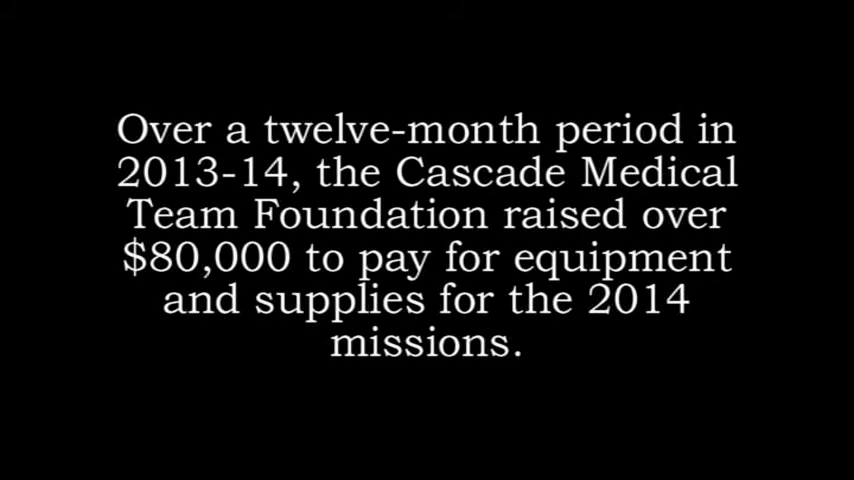 Over a twelve-month period in
2013-14, the Cascade Medical
Team Foundation raised over
$80,000 to pay for equipment
and supplies for the 2014
missions.